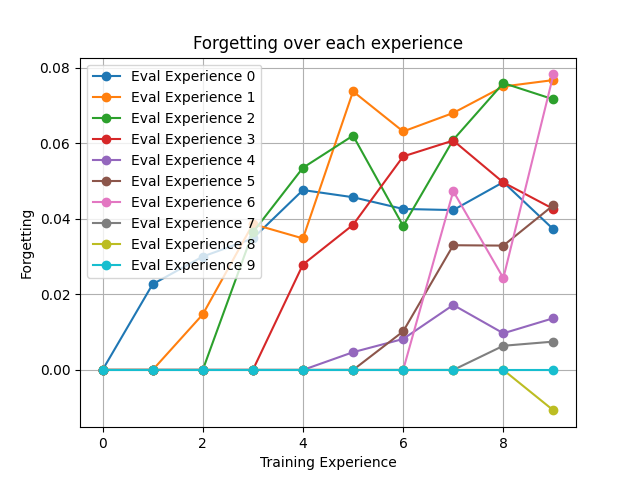 Forgetting over each experience
Eval Experience 0
Eval Experience 1
Eval Experience 2
Eval Experience 3
Eval Experience 4
Eval Experience 5
Eval Experience 6
Eval Experience 7
Eval Experience 8
Eval Experience 9
Forgetting
0.08
0.06
0.04
0.02
0.00
0 2 4 6 8
Training Experience